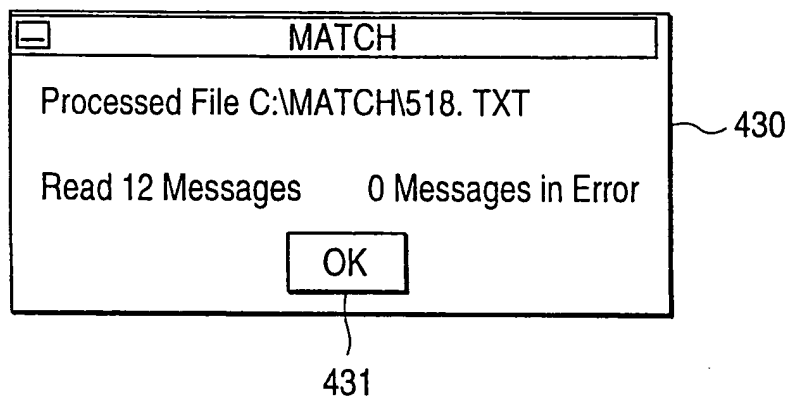 MATCH
Processed File C:\MATCH\518. TXT
430
Read 12 Messages 0 Messages in Error
OK
431